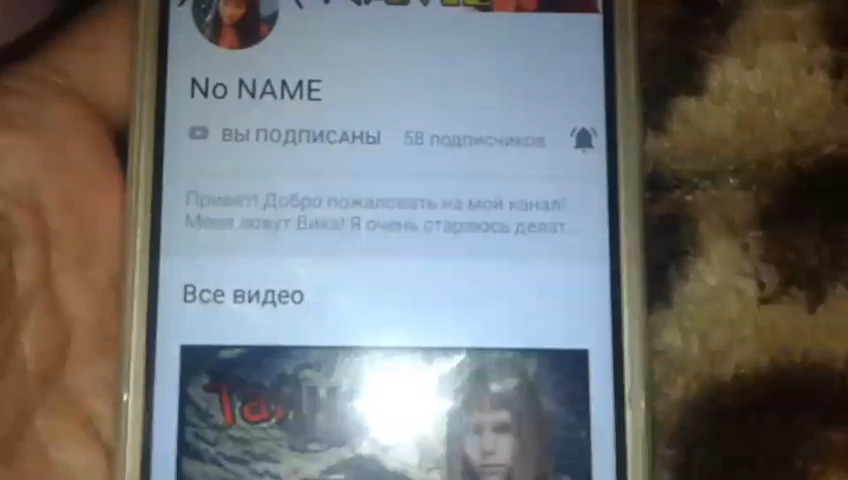 No NAME
ВЫ ПОДПИСАНЫ 58 подписчиков
Привет! Добро пожаловать на мой канал!
Меня зовут Вика! Я очень стараюсь делат...
Все видео